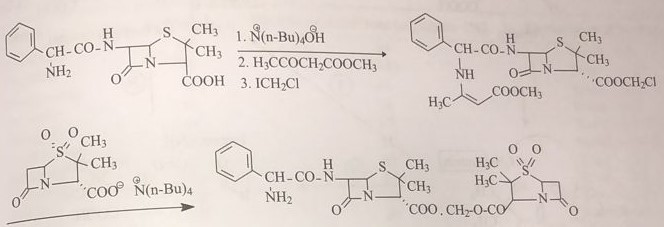 CH-CO-N
H
NH2
O
N
S
CH3
CH3
COOH
1. N(n-Bu)4OH
2. H3CCOCH2COOCH3
3. ICH2Cl
CH-CO-N
H
NH
H3C
COOCH3
O
N
S
CH3
CH3
COOCH2Cl
O
O
S
CH3
CH3
O
N
COO⊖
⊕
N(n-Bu)4
CH-CO-N
H
NH2
O
N
S
CH3
CH3
COO.CH2-O-CO
H3C
H3C
O
O
S
N
O